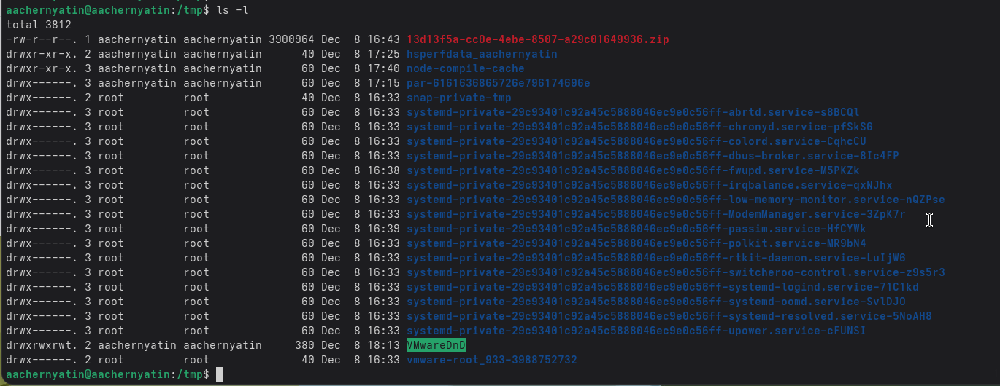 aachernyatin@aachernyatin:/tmp$ ls -l
total 3812
-rw-r--r--. 1 aachernyatin aachernyatin 3900964 Dec  8 16:43 13d13f5a-cc0e-4ebe-8507-a29c01649936.zip
drwxr-xr-x. 2 aachernyatin aachernyatin      40 Dec  8 17:25 hsperfdata_aachernyatin
drwxr-xr-x. 3 aachernyatin aachernyatin      60 Dec  8 17:40 node-compile-cache
drwx------. 3 aachernyatin aachernyatin      60 Dec  8 17:15 par-6161636865726e796174696e
drwx------. 2 root         root              40 Dec  8 16:33 snap-private-tmp
drwx------. 3 root         root              60 Dec  8 16:33 systemd-private-29c93401c92a45c5888046ec9e0c56ff-abrtd.service-s8BCQl
drwx------. 3 root         root              60 Dec  8 16:33 systemd-private-29c93401c92a45c5888046ec9e0c56ff-chronyd.service-pfSkSG
drwx------. 3 root         root              60 Dec  8 16:33 systemd-private-29c93401c92a45c5888046ec9e0c56ff-colord.service-CqhcCU
drwx------. 3 root         root              60 Dec  8 16:33 systemd-private-29c93401c92a45c5888046ec9e0c56ff-dbus-broker.service-8Ic4FP
drwx------. 3 root         root              60 Dec  8 16:38 systemd-private-29c93401c92a45c5888046ec9e0c56ff-fwupd.service-M5PKZk
drwx------. 3 root         root              60 Dec  8 16:33 systemd-private-29c93401c92a45c5888046ec9e0c56ff-irqbalance.service-qxNJhx
drwx------. 3 root         root              60 Dec  8 16:33 systemd-private-29c93401c92a45c5888046ec9e0c56ff-low-memory-monitor.service-nQZPse
drwx------. 3 root         root              60 Dec  8 16:33 systemd-private-29c93401c92a45c5888046ec9e0c56ff-ModemManager.service-3ZpK7r
drwx------. 3 root         root              60 Dec  8 16:39 systemd-private-29c93401c92a45c5888046ec9e0c56ff-passim.service-HfCYWk
drwx------. 3 root         root              60 Dec  8 16:33 systemd-private-29c93401c92a45c5888046ec9e0c56ff-polkit.service-MR9bN4
drwx------. 3 root         root              60 Dec  8 16:33 systemd-private-29c93401c92a45c5888046ec9e0c56ff-rtkit-daemon.service-LuIjW6
drwx------. 3 root         root              60 Dec  8 16:33 systemd-private-29c93401c92a45c5888046ec9e0c56ff-switcheroo-control.service-z9s5r3
drwx------. 3 root         root              60 Dec  8 16:33 systemd-private-29c93401c92a45c5888046ec9e0c56ff-systemd-logind.service-71C1kd
drwx------. 3 root         root              60 Dec  8 16:33 systemd-private-29c93401c92a45c5888046ec9e0c56ff-systemd-oomd.service-SvlDJO
drwx------. 3 root         root              60 Dec  8 16:33 systemd-private-29c93401c92a45c5888046ec9e0c56ff-systemd-resolved.service-5NoAH8
drwx------. 3 root         root              60 Dec  8 16:33 systemd-private-29c93401c92a45c5888046ec9e0c56ff-upower.service-cFUNSI
drwxrwxrwt. 2 aachernyatin aachernyatin     380 Dec  8 18:13 VMwareDnD
drwx------. 2 root         root              40 Dec  8 16:33 vmware-root_933-3988752732
aachernyatin@aachernyatin:/tmp$